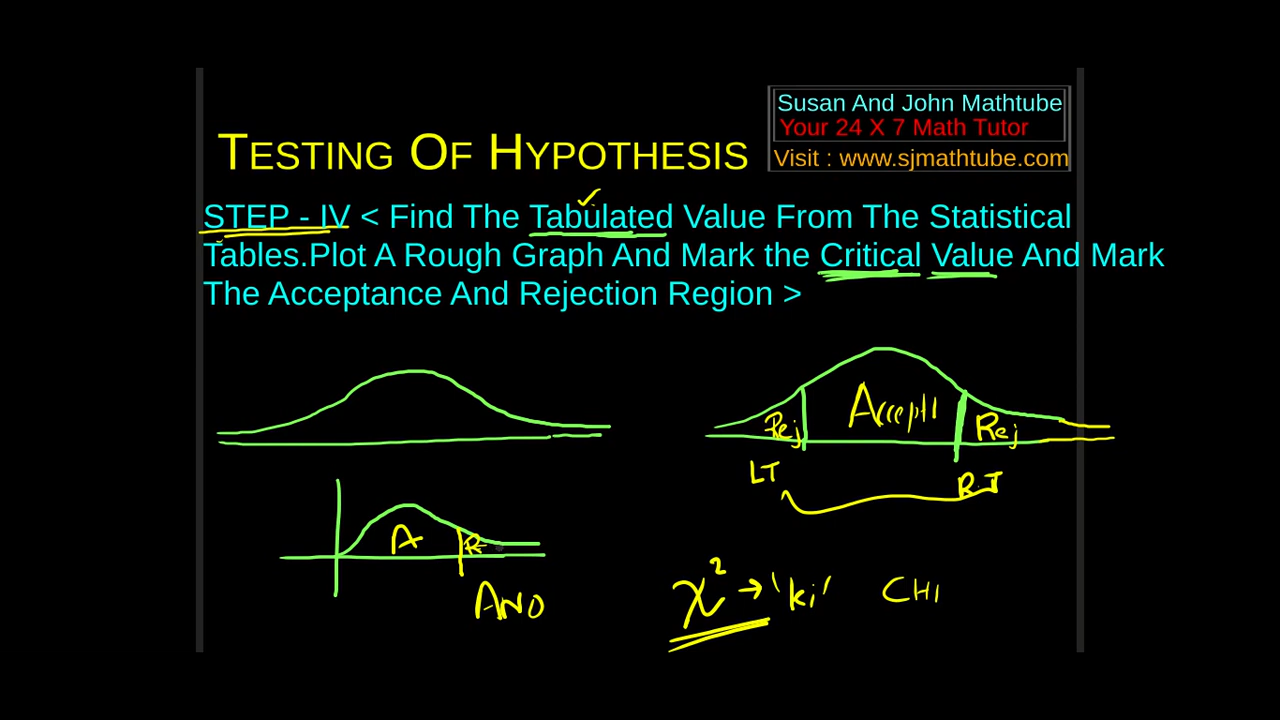 Susan And John Mathtube
Your 24 X 7 Math Tutor
Visit : www.sjmathtube.com
TESTING OF HYPOTHESIS
STEP - IV < Find The Tabulated Value From The Statistical
Tables.Plot A Rough Graph And Mark the Critical Value And Mark
The Acceptance And Rejection Region >
Rej Accept Rej
LT RT
A R
ANO
χ² → 'ki' CHI